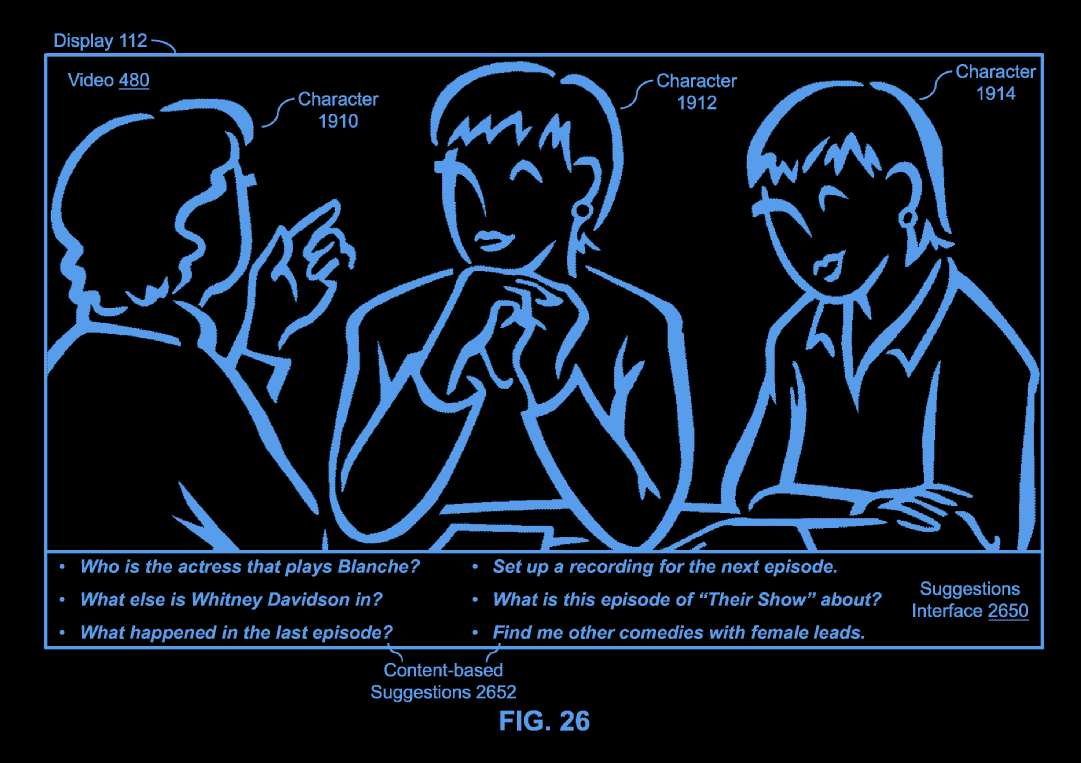 Display 112
Video 480
Character
1910
Character
1912
Character
1914
• Who is the actress that plays Blanche?
• What else is Whitney Davidson in?
• What happened in the last episode?
• Set up a recording for the next episode.
• What is this episode of “Their Show” about?
• Find me other comedies with female leads.
Suggestions
Interface 2650
Content-based
Suggestions 2652
FIG. 26